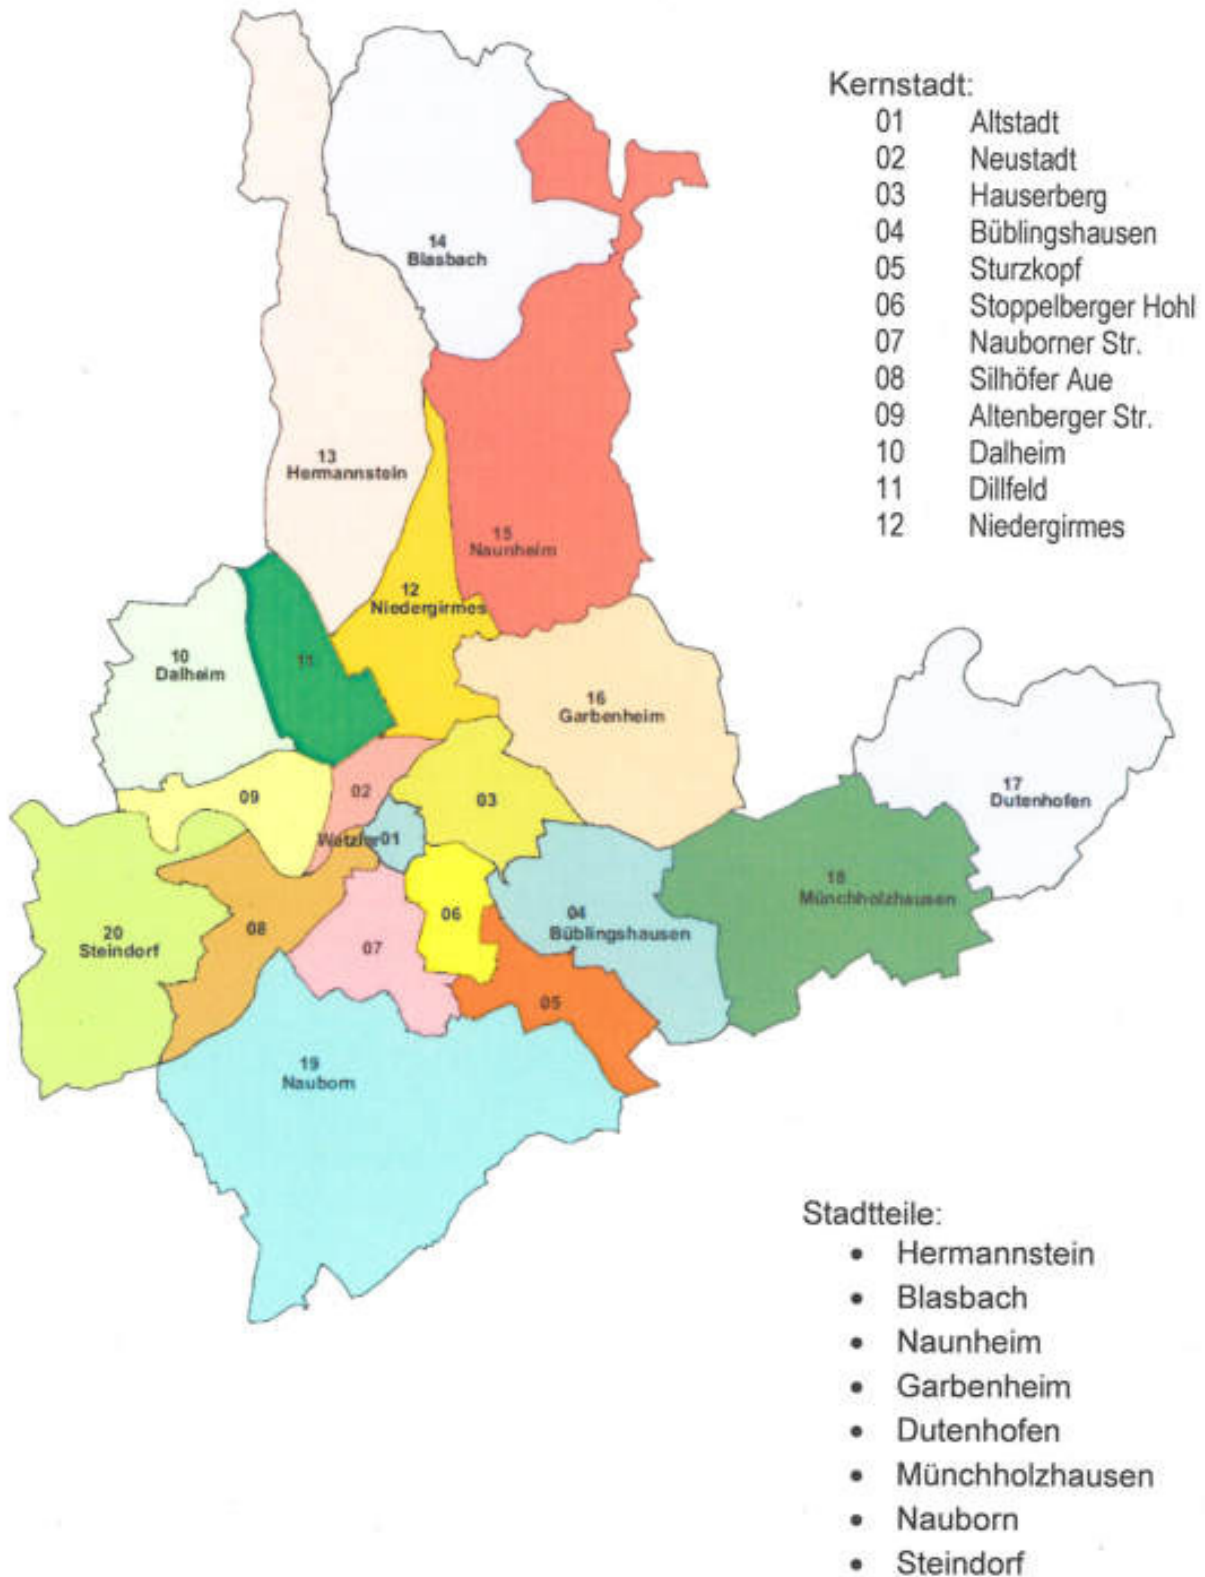 Kernstadt:
01 Altstadt
02 Neustadt
03 Hauserberg
04 Büblingshausen
05 Sturzkopf
06 Stoppelberger Hohl
07 Nauborner Str.
08 Silhöfer Aue
09 Altenberger Str.
10 Dalheim
11 Dillfeld
12 Niedergirmes
14
Blasbach
13
Hermannstein
15
Naunheim
12
Niedergirmes
10
Dalheim
11
16
Garbenheim
17
Dutenhofen
02
09
03
Wetzlar
01
18
Münchholzhausen
06
04
Büblingshausen
08
20
Steindorf
07
05
19
Nauborn
Stadtteile:
• Hermannstein
• Blasbach
• Naunheim
• Garbenheim
• Dutenhofen
• Münchholzhausen
• Nauborn
• Steindorf